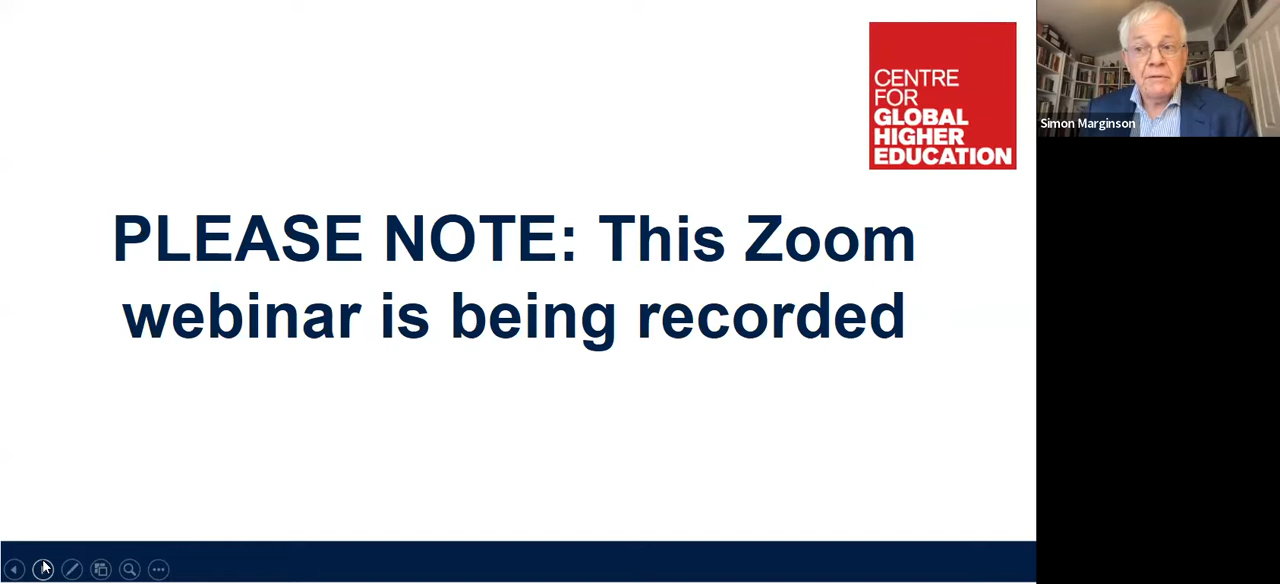 CENTRE
FOR
GLOBAL
HIGHER
EDUCATION
Simon Marginson
PLEASE NOTE: This Zoom
webinar is being recorded